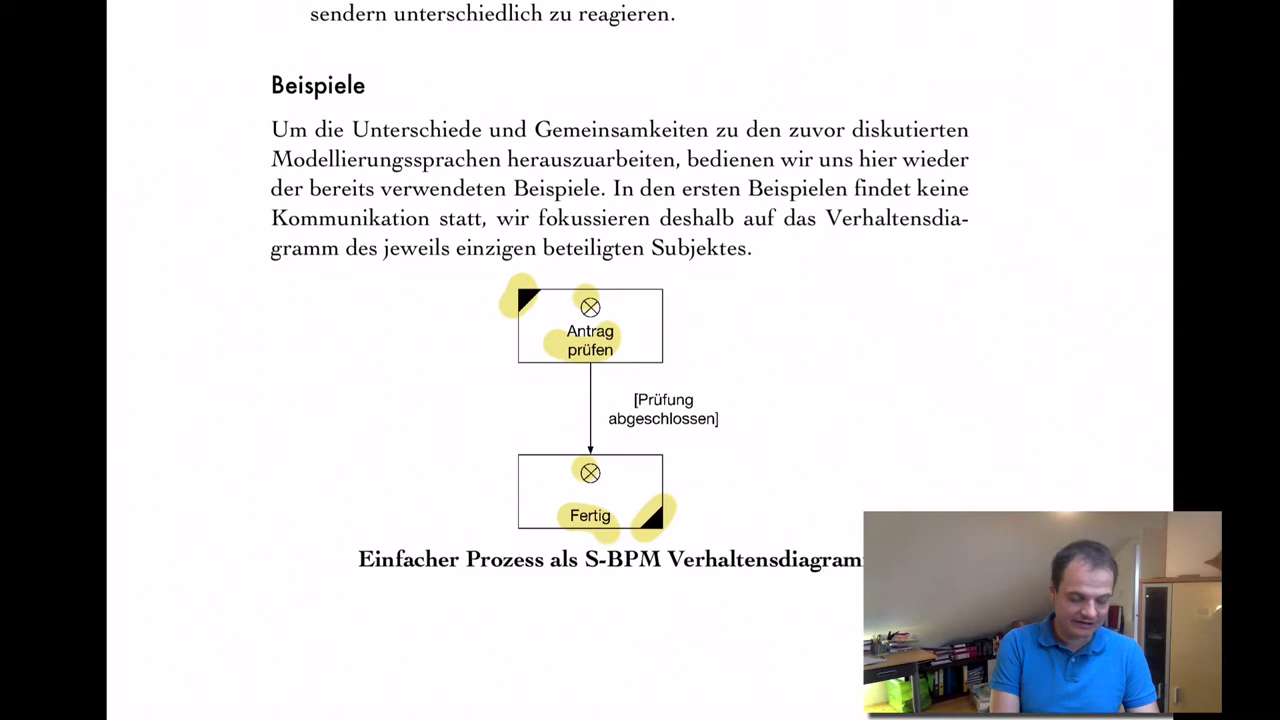 sendern unterschiedlich zu reagieren.
Beispiele
Um die Unterschiede und Gemeinsamkeiten zu den zuvor diskutierten
Modellierungssprachen herauszuarbeiten, bedienen wir uns hier wieder
der bereits verwendeten Beispiele. In den ersten Beispielen findet keine
Kommunikation statt, wir fokussieren deshalb auf das Verhaltensdia-
gramm des jeweils einzigen beteiligten Subjektes.
Antrag
prüfen
[Prüfung
abgeschlossen]
Fertig
Einfacher Prozess als S-BPM Verhaltensdiagramm